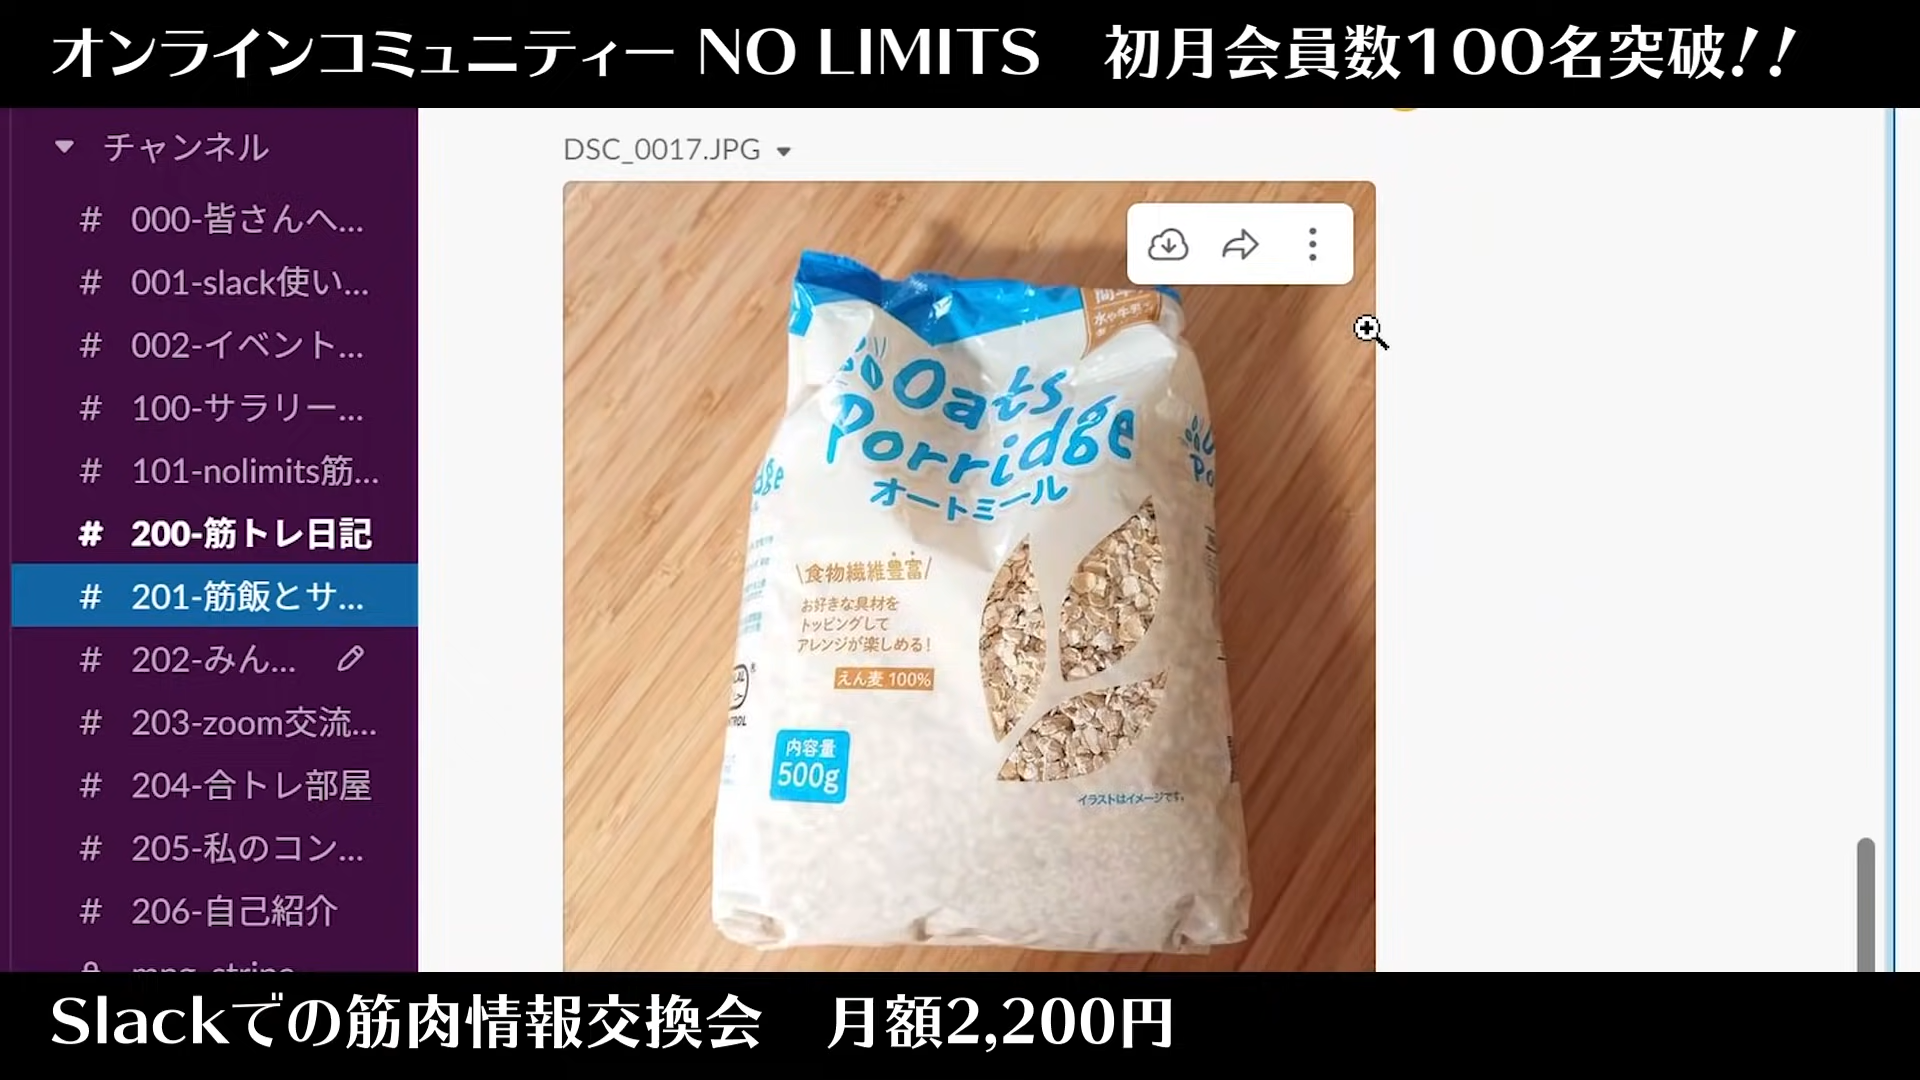 オンラインコミュニティー NO LIMITS　初月会員数100名突破!!
チャンネル
# 000-皆さんへ...
# 001-slack使い...
# 002-イベント...
# 100-サラリー...
# 101-nolimits筋...
# 200-筋トレ日記
# 201-筋飯とサ...
# 202-みん...
# 203-zoom交流...
# 204-合トレ部屋
# 205-私のコン...
# 206-自己紹介
DSC_0017.JPG
水や牛乳で
Oats
Porridge
オートミール
\食物繊維豊富/
お好きな具材を
トッピングして
アレンジが楽しめる!
えん麦 100%
内容量
500g
イラストはイメージです。
Slackでの筋肉情報交換会　月額2,200円